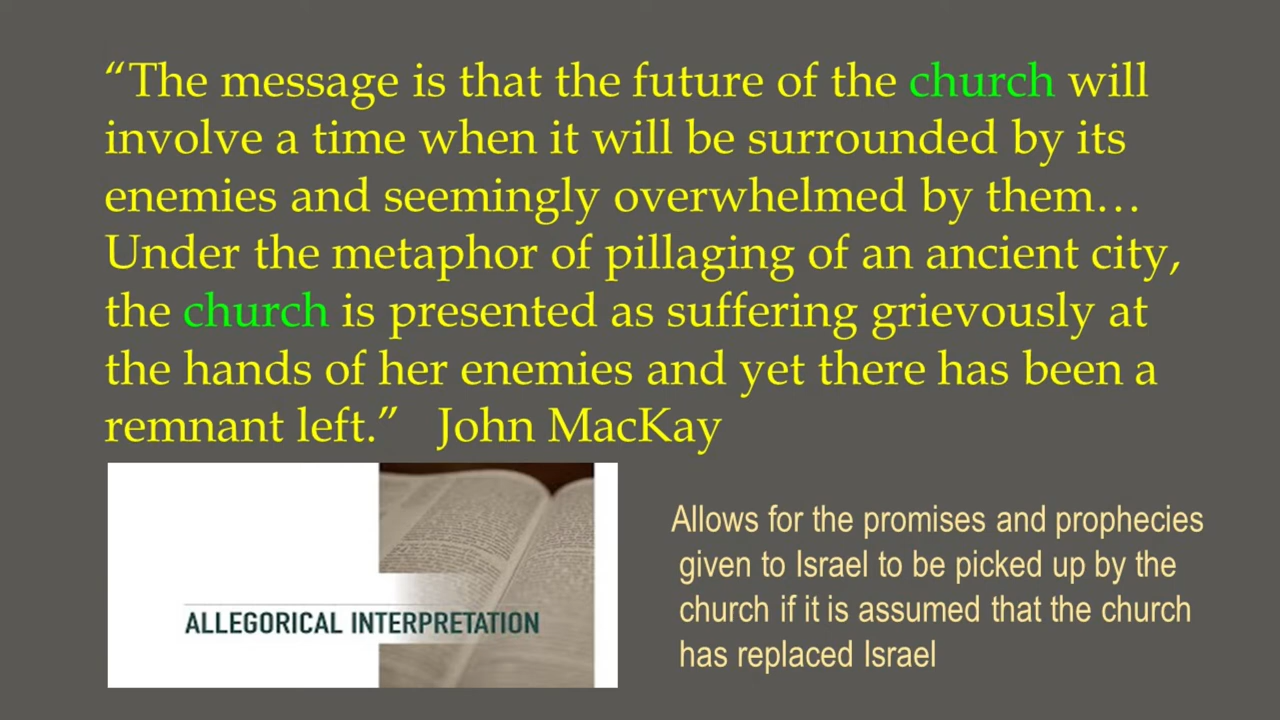 “The message is that the future of the church will
involve a time when it will be surrounded by its
enemies and seemingly overwhelmed by them…
Under the metaphor of pillaging of an ancient city,
the church is presented as suffering grievously at
the hands of her enemies and yet there has been a
remnant left.” John MacKay
ALLEGORICAL INTERPRETATION
Allows for the promises and prophecies
given to Israel to be picked up by the
church if it is assumed that the church
has replaced Israel